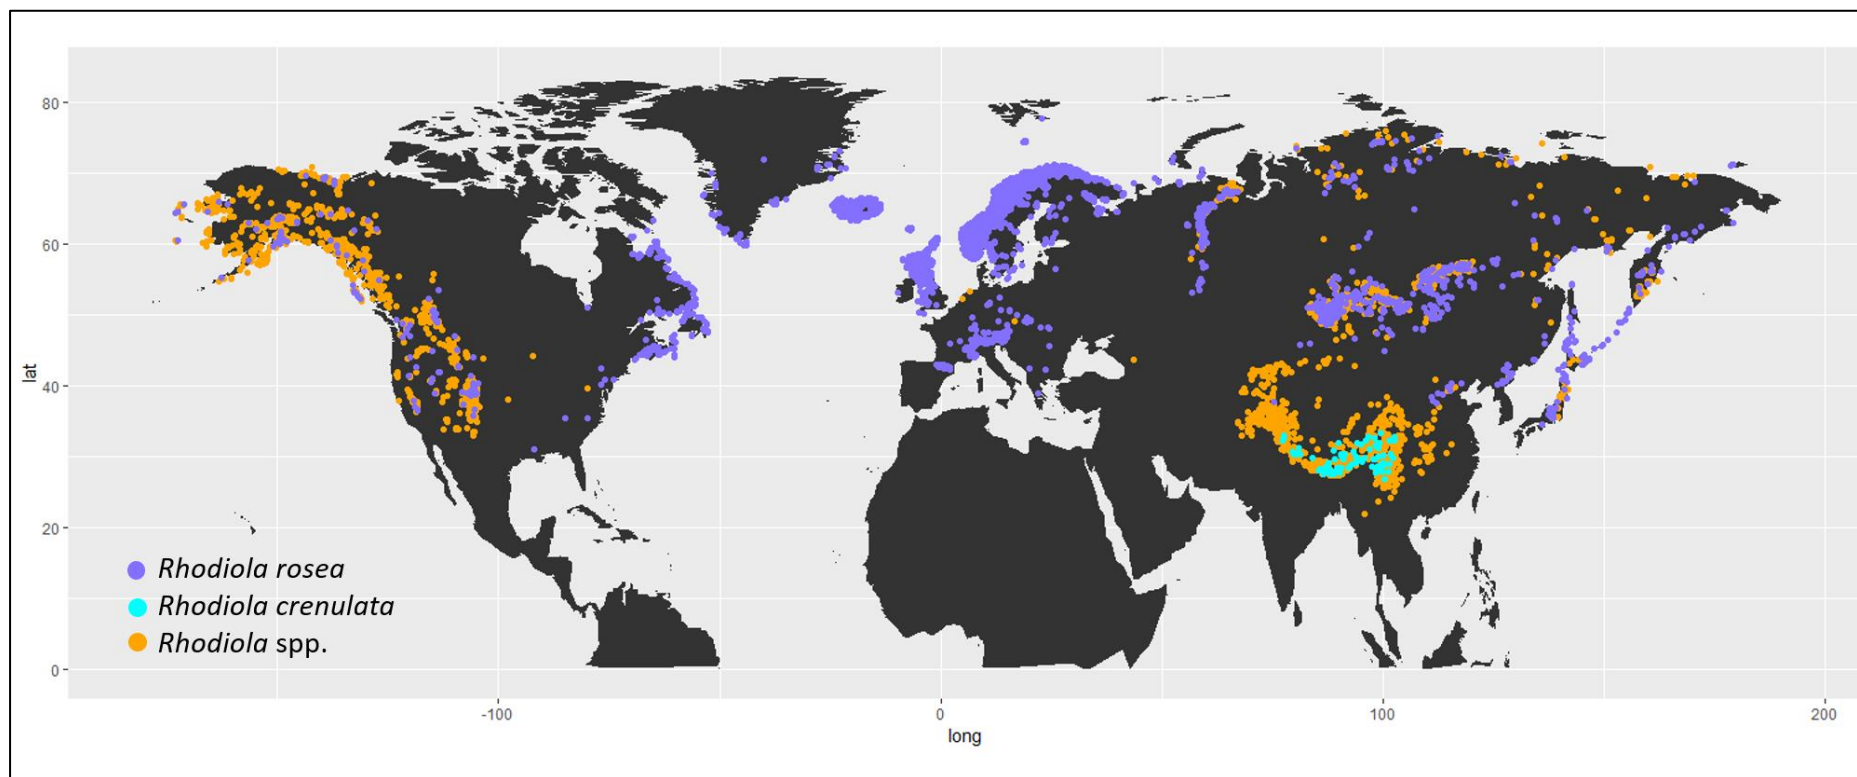 80
60
lat
40
20
Rhodiola rosea
Rhodiola crenulata
Rhodiola spp.
0
-100
0
100
200
long